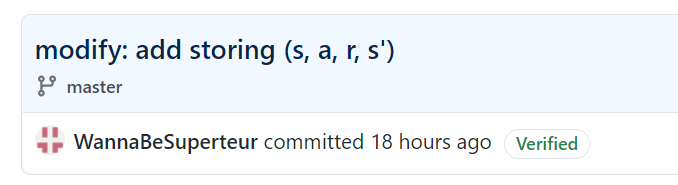 modify: add storing (s, a, r, s')
master
WannaBeSuperteur committed 18 hours ago Verified